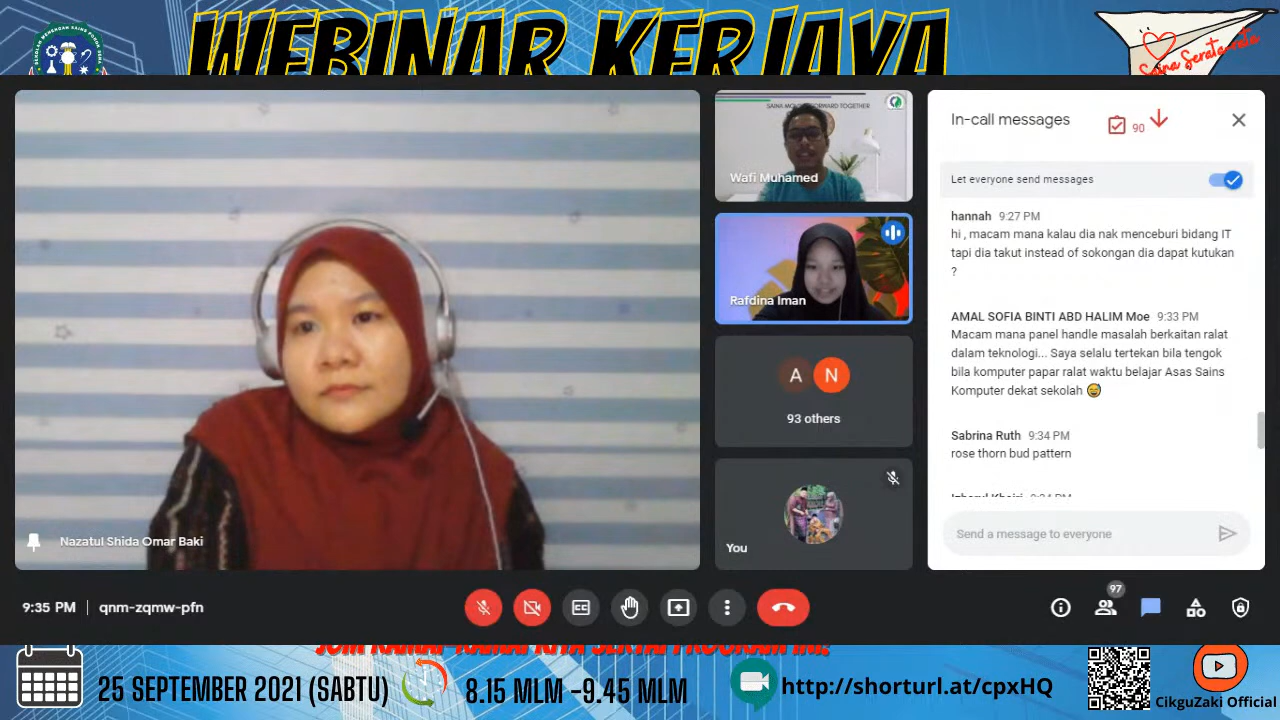 WEBINAR KERJAYA
Saina Serata-rata
SAINA MOVING FORWARD TOGETHER
Wafi Muhamed
Rafdina Iman
A N
93 others
You
Nazatul Shida Omar Baki
In-call messages
90
Let everyone send messages
hannah 9:27 PM
hi , macam mana kalau dia nak menceburi bidang IT
tapi dia takut instead of sokongan dia dapat kutukan
?
AMAL SOFIA BINTI ABD HALIM Moe 9:33 PM
Macam mana panel handle masalah berkaitan ralat
dalam teknologi... Saya selalu tertekan bila tengok
bila komputer papar ralat waktu belajar Asas Sains
Komputer dekat sekolah 😅
Sabrina Ruth 9:34 PM
rose thorn bud pattern
Send a message to everyone
9:35 PM | qnm-zqmw-pfn
97
25 SEPTEMBER 2021 (SABTU)
8.15 MLM -9.45 MLM
http://shorturl.at/cpxHQ
CikguZaki Official